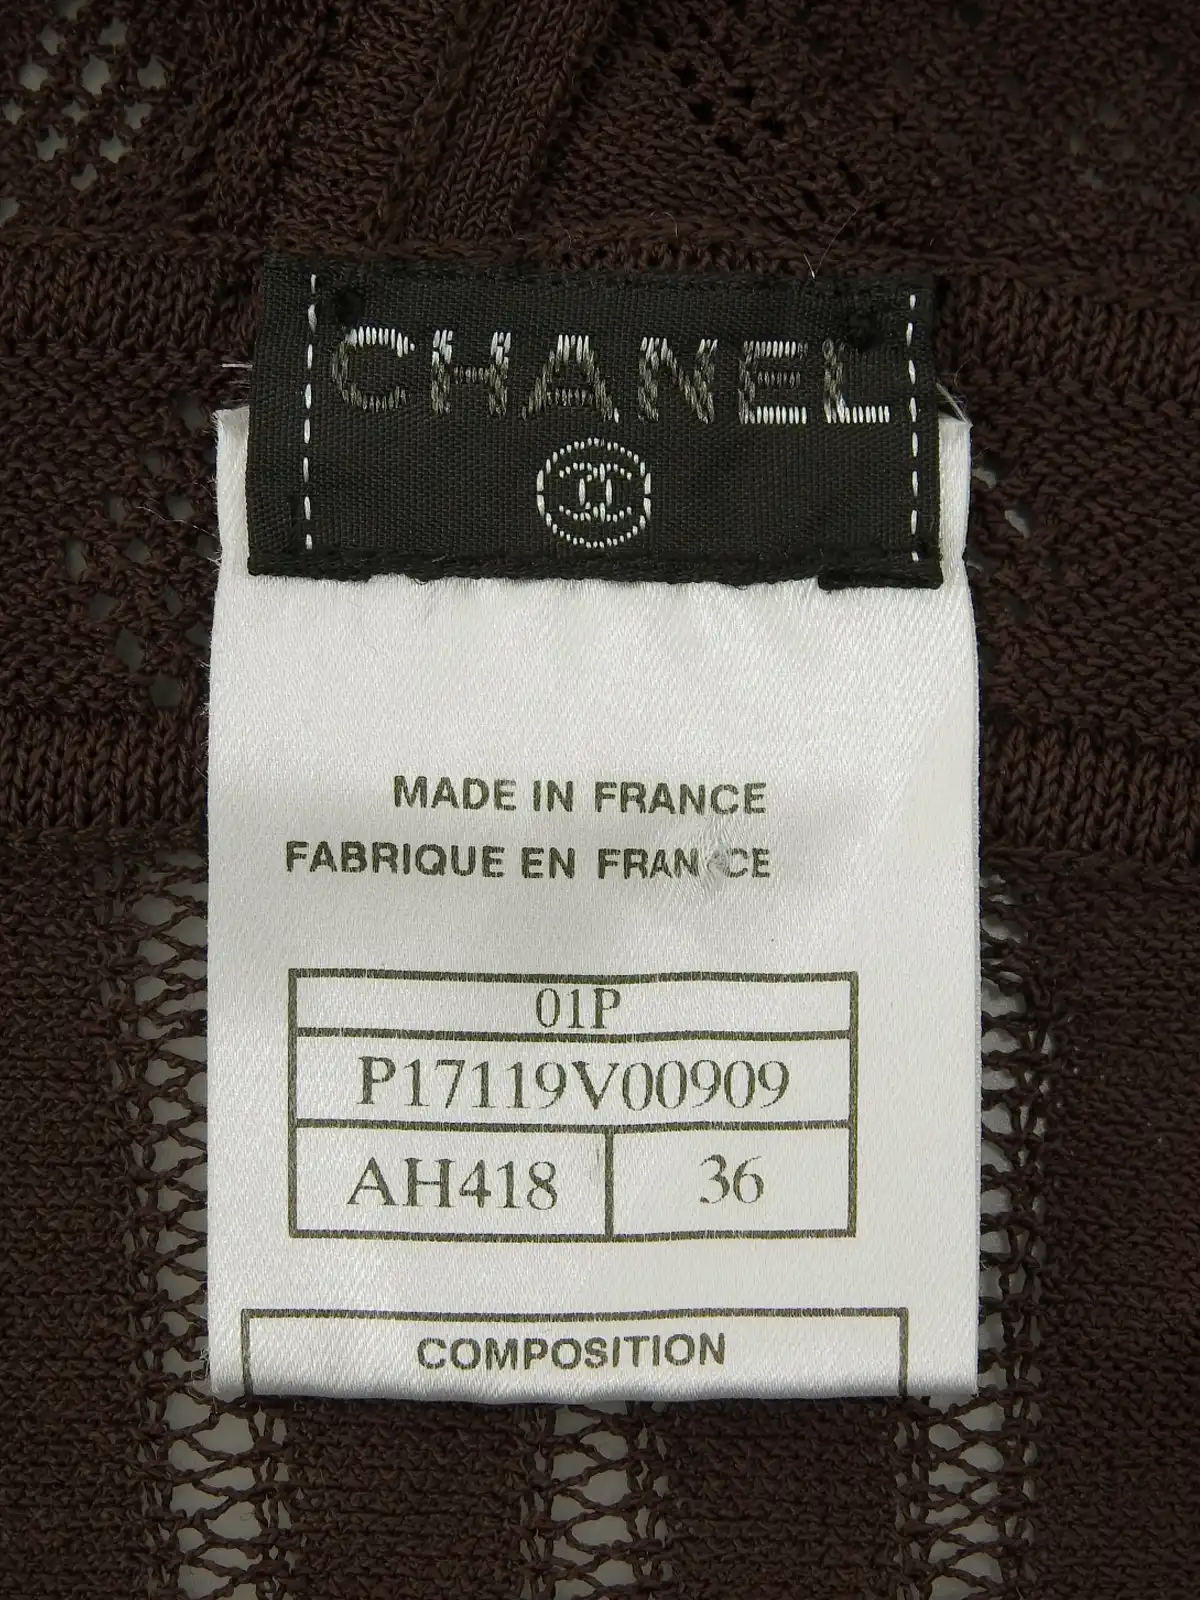 CHANEL
MADE IN FRANCE
FABRIQUE EN FRANCE
01P
P17119V00909
AH418 36
COMPOSITION